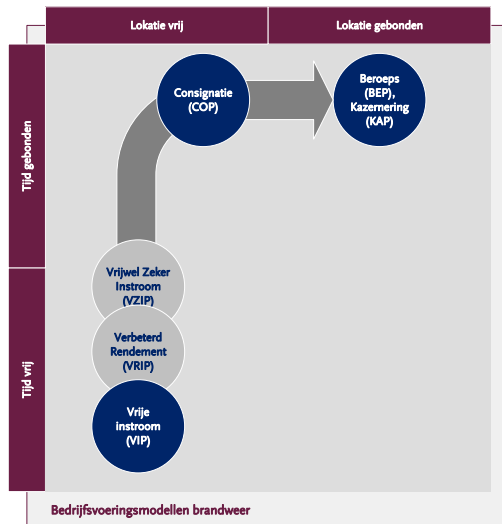 Lokatie vrij
Lokatie gebonden
Tijd gebonden
Tijd vrij
Consignatie
(COP)
Beroeps
(BEP),
Kazernering
(KAP)
Vrijwel Zeker
Instroom
(VZIP)
Verbeterd
Rendement
(VRIP)
Vrije
instroom
(VIP)
Bedrijfsvoeringsmodellen brandweer